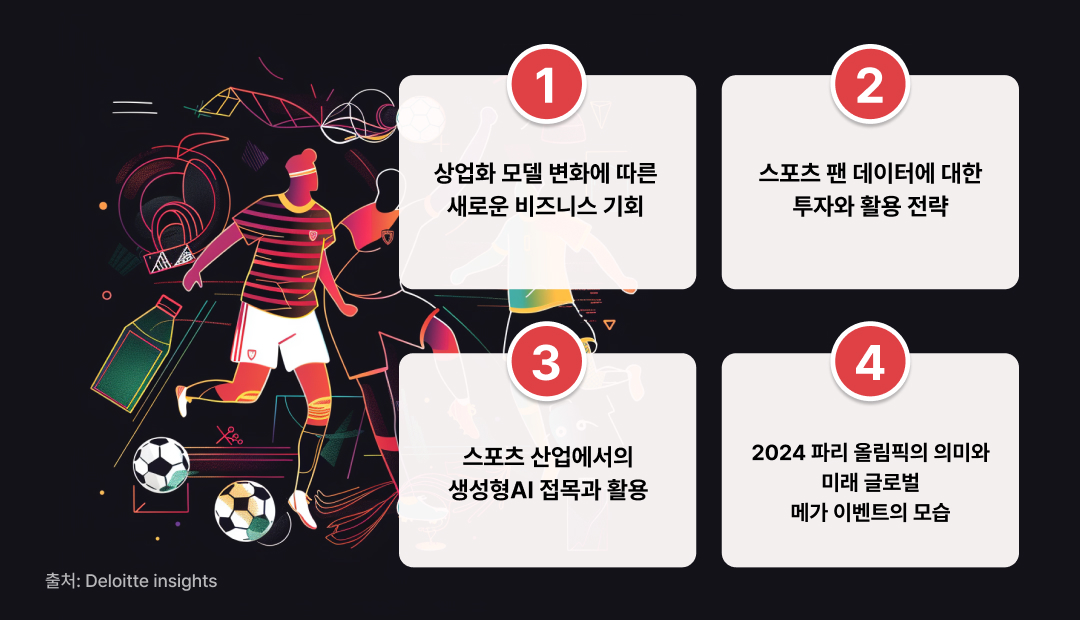 1
상업화 모델 변화에 따른
새로운 비즈니스 기회
2
스포츠 팬 데이터에 대한
투자와 활용 전략
3
스포츠 산업에서의
생성형AI 접목과 활용
4
2024 파리 올림픽의 의미와
미래 글로벌
메가 이벤트의 모습
출처: Deloitte insights